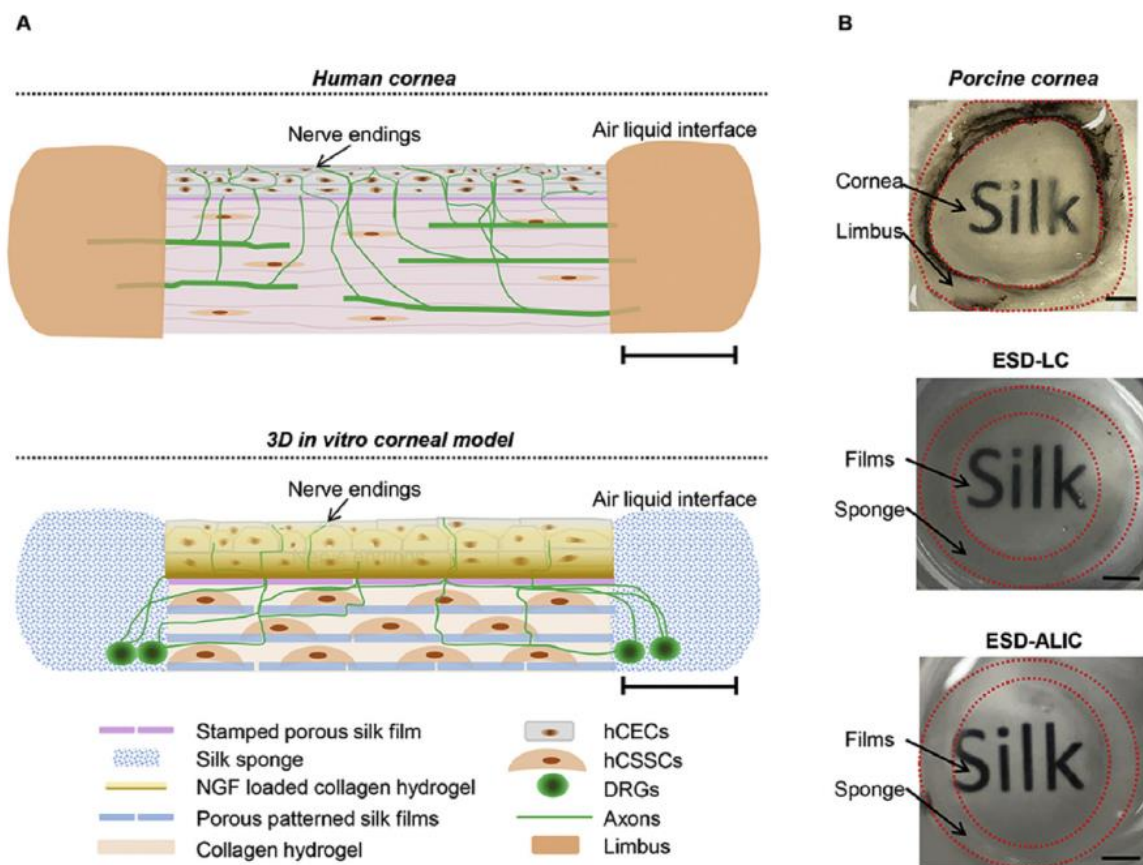 A
Human cornea
Nerve endings
Air liquid interface
3D in vitro corneal model
Nerve endings
Air liquid interface
Stamped porous silk film
Silk sponge
NGF loaded collagen hydrogel
Porous patterned silk films
Collagen hydrogel
hCECs
hCSSCs
DRGs
Axons
Limbus
B
Porcine cornea
Cornea
Limbus
Silk
ESD-LC
Films
Sponge
Silk
ESD-ALIC
Films
Sponge
Silk